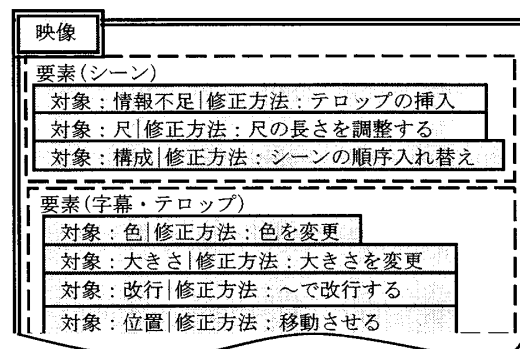 映像
要素(シーン)
対象：情報不足|修正方法：テロップの挿入
対象：尺|修正方法：尺の長さを調整する
対象：構成|修正方法：シーンの順序入れ替え
要素(字幕・テロップ)
対象：色|修正方法：色を変更
対象：大きさ|修正方法：大きさを変更
対象：改行|修正方法：～で改行する
対象：位置|修正方法：移動させる